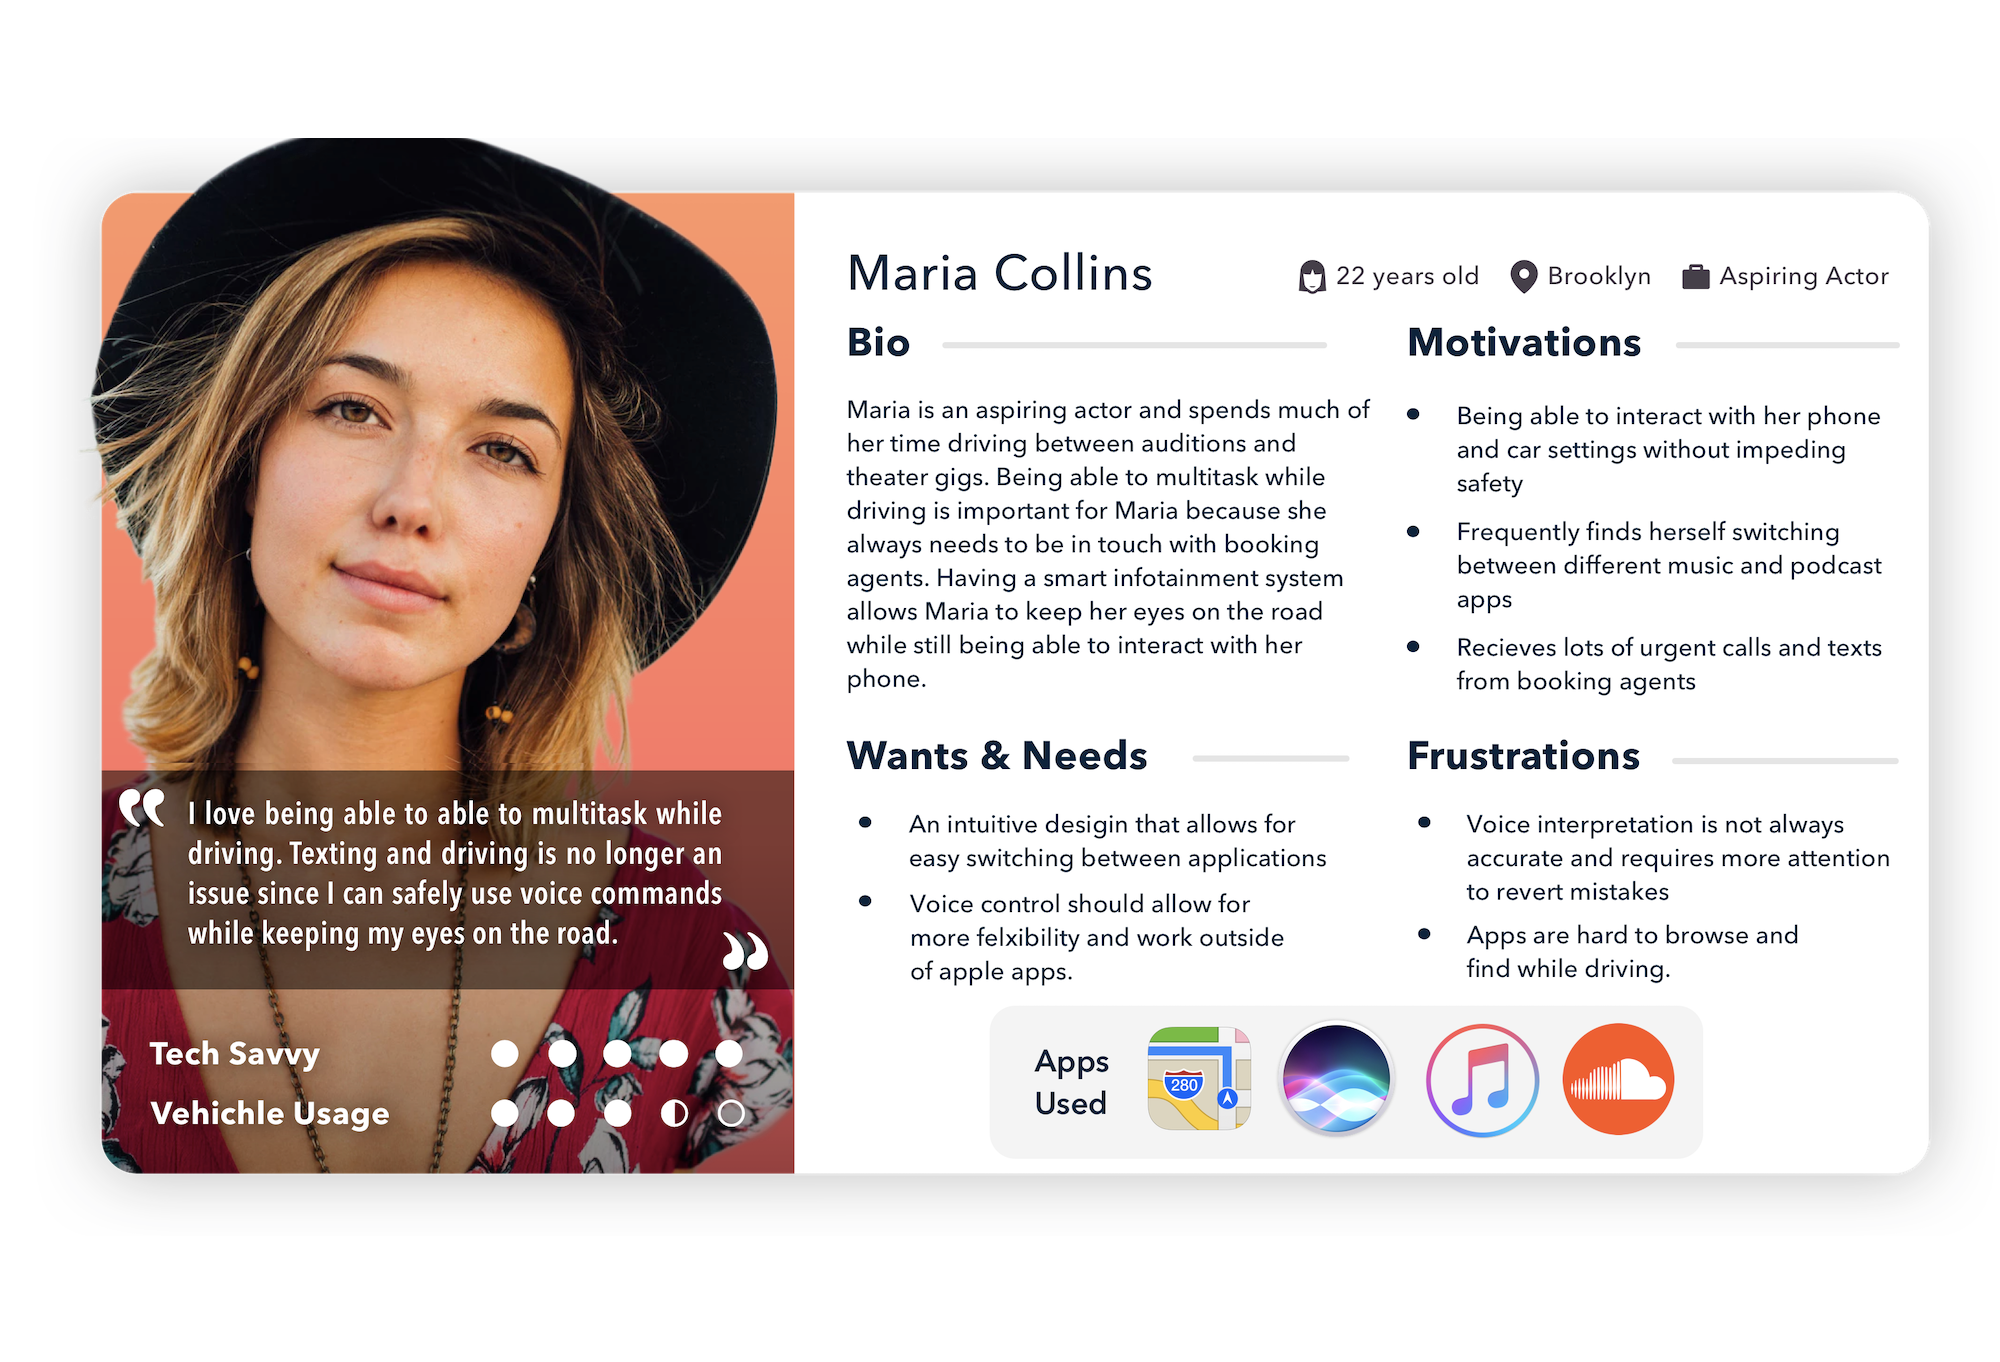 Maria Collins
22 years old
Brooklyn
Aspiring Actor
Bio
Maria is an aspiring actor and spends much of
her time driving between auditions and
theater gigs. Being able to multitask while
driving is important for Maria because she
always needs to be in touch with booking
agents. Having a smart infotainment system
allows Maria to keep her eyes on the road
while still being able to interact with her
phone.
Motivations
Being able to interact with her phone
and car settings without impeding
safety
Frequently finds herself switching
between different music and podcast
apps
Recieves lots of urgent calls and texts
from booking agents
Wants & Needs
An intuitive desigin that allows for
easy switching between applications
Voice control should allow for
more felxibility and work outside
of apple apps.
Frustrations
Voice interpretation is not always
accurate and requires more attention
to revert mistakes
Apps are hard to browse and
find while driving.
“ I love being able to able to multitask while
driving. Texting and driving is no longer an
issue since I can safely use voice commands
while keeping my eyes on the road. ”
Tech Savvy
Vehichle Usage
Apps
Used
280